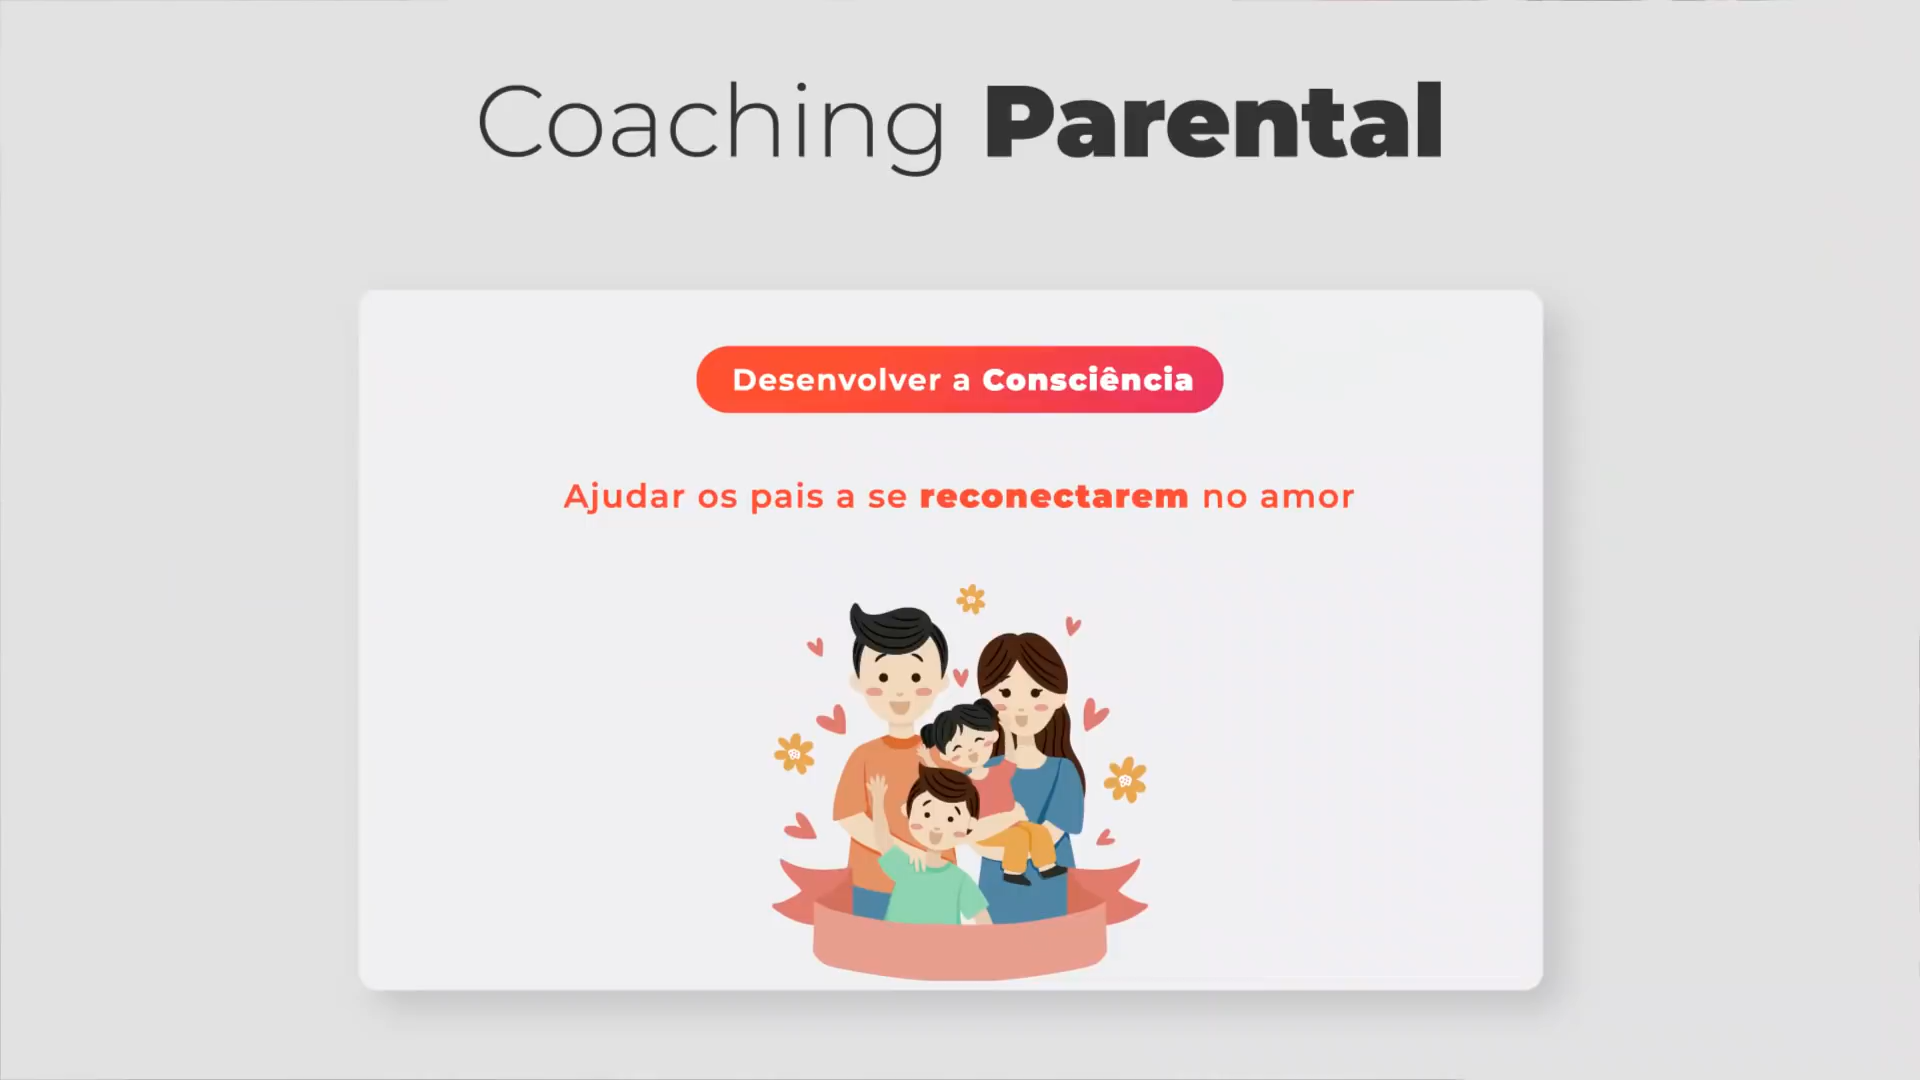 Coaching Parental
Desenvolver a Consciência
Ajudar os pais a se reconectarem no amor